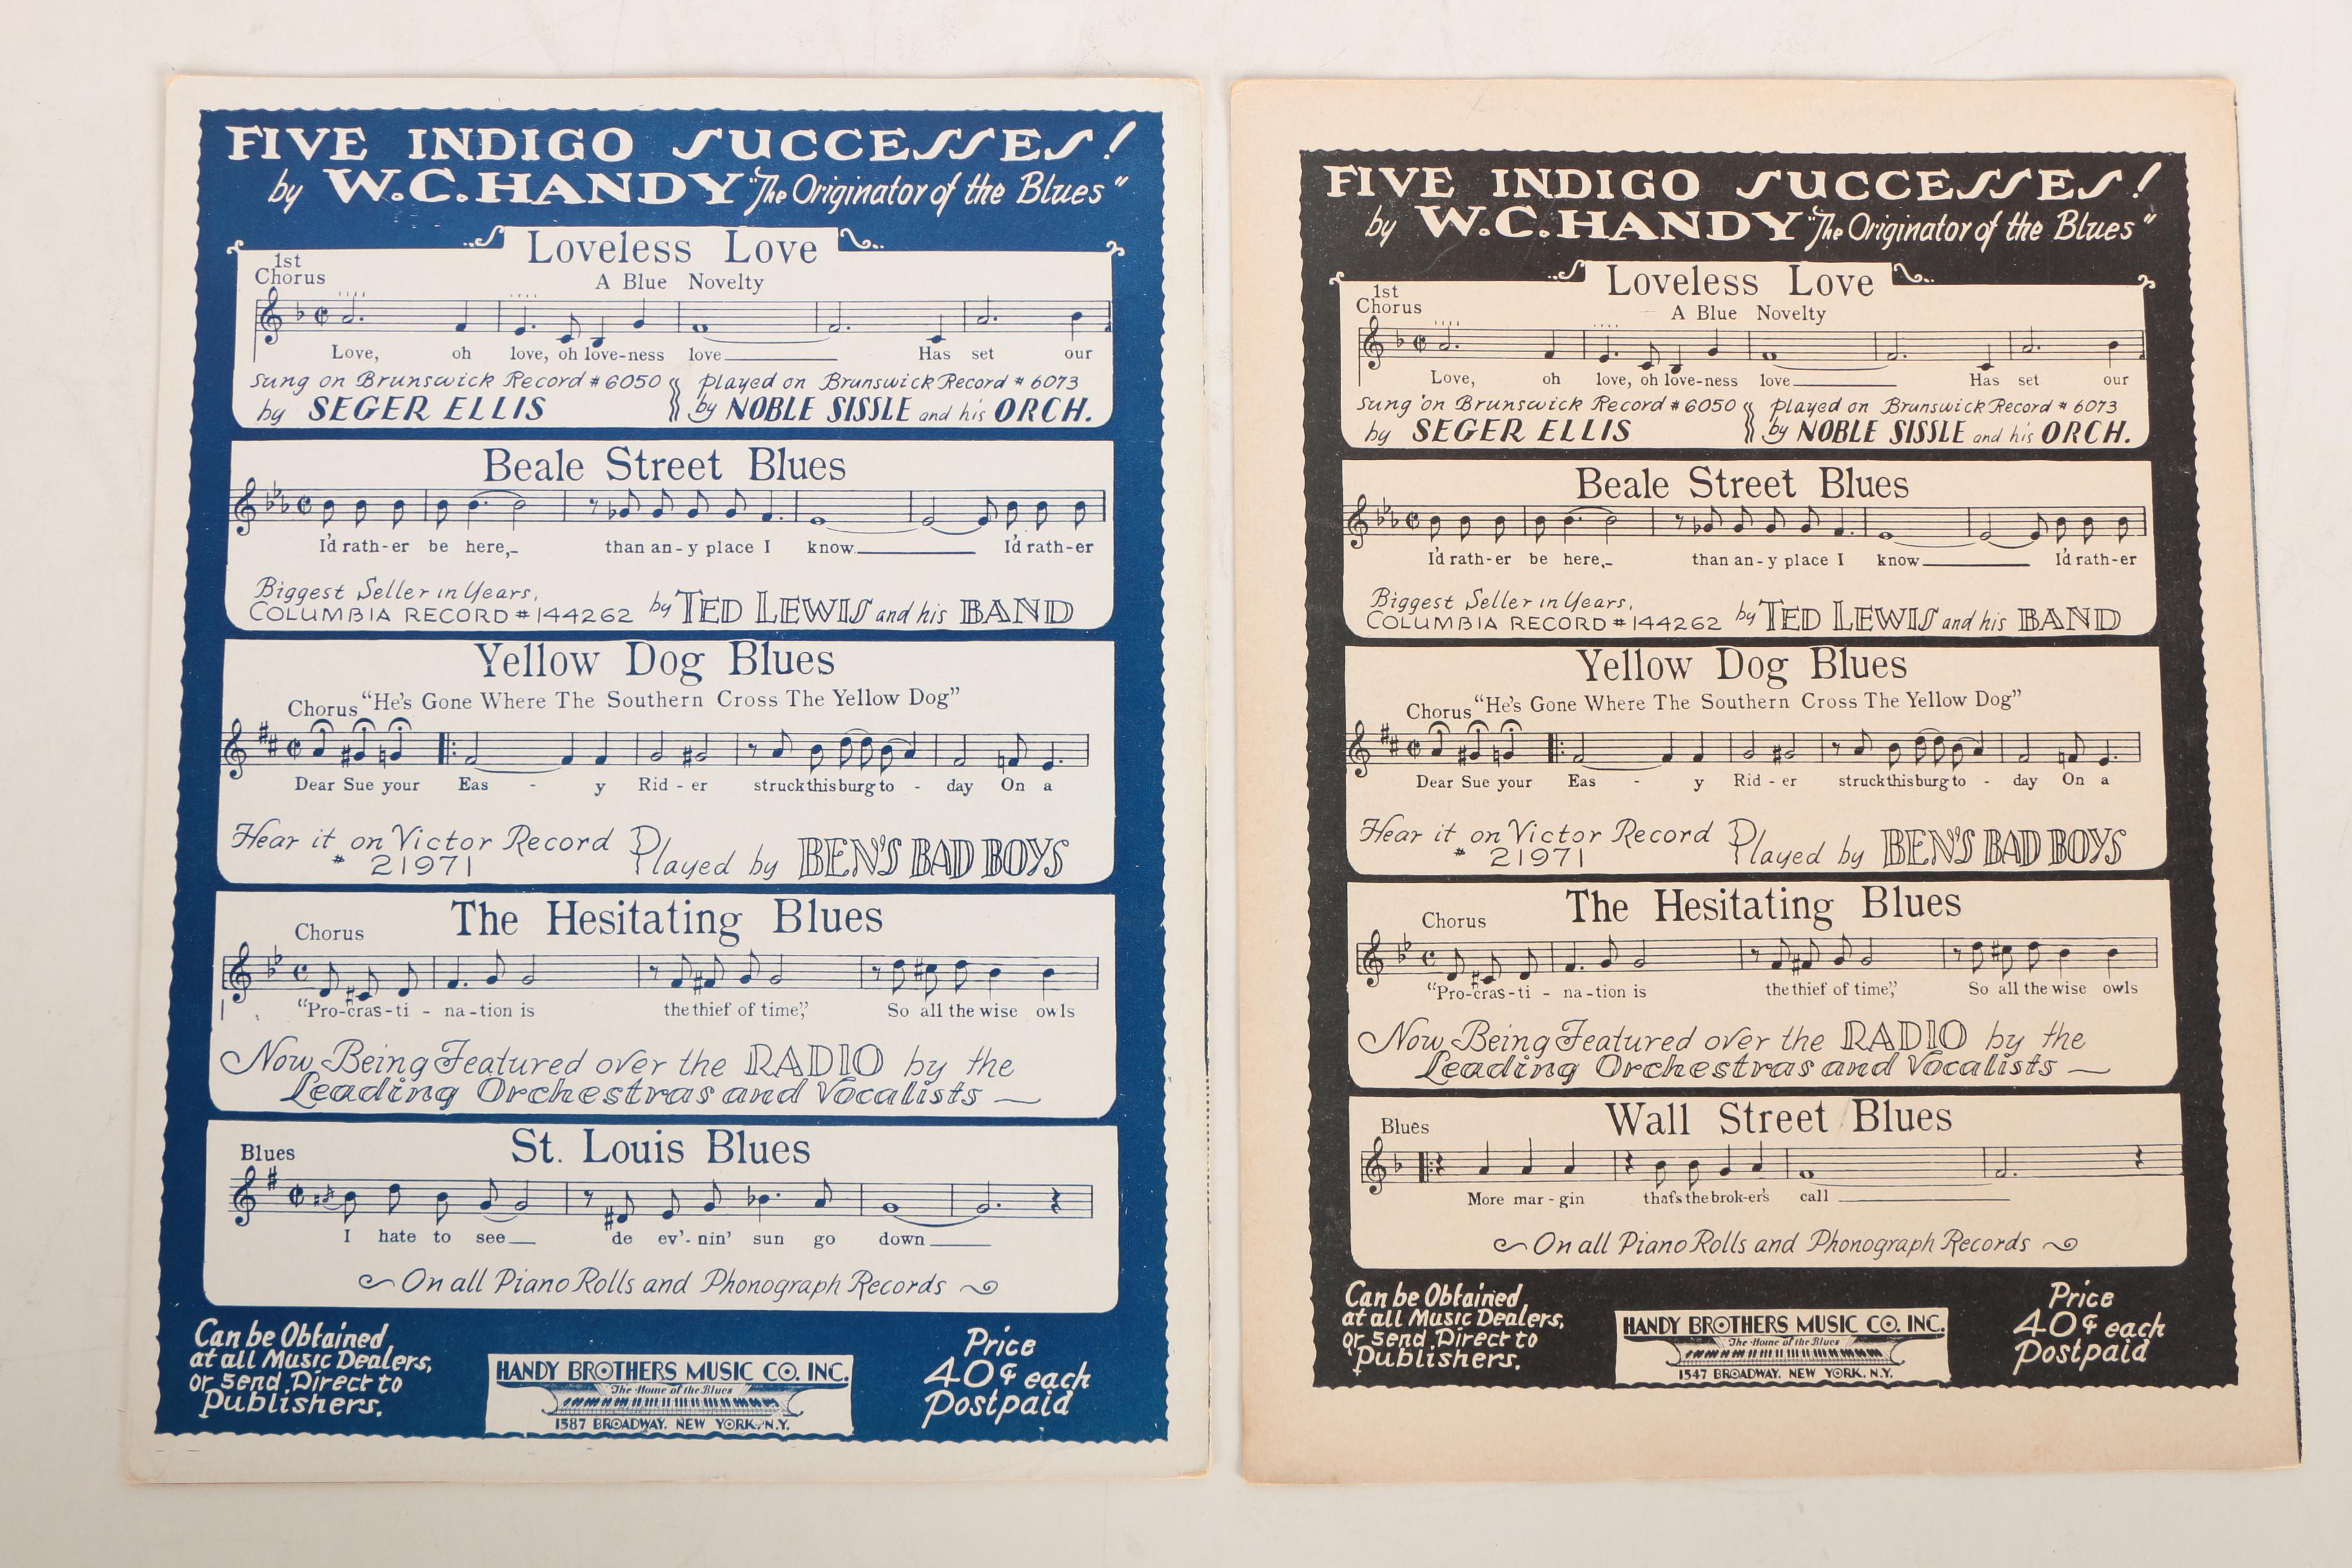 FIVE INDIGO SUCCESSES!
by W.C. HANDY "The Originator of the Blues"
Loveless Love
1st
Chorus
A Blue Novelty
Love, oh love, oh love-ness love Has set our
Sung on Brunswick Record # 6050
by SEGER ELLIS
played on Brunswick Record # 6073
by NOBLE SISSLE and his ORCH.
Beale Street Blues
I'd rath-er be here,- than an-y place I know I'd rath-er
Biggest Seller in Years,
COLUMBIA RECORD # 144262 by TED LEWIS and his BAND
Yellow Dog Blues
Chorus "He's Gone Where The Southern Cross The Yellow Dog"
Dear Sue your Eas - y Rid - er struck this burg to - day On a
Hear it on Victor Record
# 21971
Played by BEN'S BAD BOYS
The Hesitating Blues
Chorus
"Pro-cras-ti - na-tion is the thief of time," So all the wise owls
Now Being Featured over the RADIO by the
Leading Orchestras and Vocalists
St. Louis Blues
Blues
I hate to see de ev'-nin' sun go down
On all Piano Rolls and Phonograph Records
Can be Obtained
at all Music Dealers,
or Send Direct to
Publishers.
HANDY BROTHERS MUSIC CO. INC.
The Home of the Blues
1587 BROADWAY, NEW YORK, N.Y.
Price
40¢ each
Postpaid
FIVE INDIGO SUCCESSES!
by W.C. HANDY "The Originator of the Blues"
Loveless Love
1st
Chorus
A Blue Novelty
Love, oh love, oh love-ness love Has set our
Sung on Brunswick Record # 6050
by SEGER ELLIS
played on Brunswick Record # 6073
by NOBLE SISSLE and his ORCH.
Beale Street Blues
I'd rath-er be here,- than an-y place I know I'd rath-er
Biggest Seller in Years,
COLUMBIA RECORD # 144262 by TED LEWIS and his BAND
Yellow Dog Blues
Chorus "He's Gone Where The Southern Cross The Yellow Dog"
Dear Sue your Eas - y Rid - er struck this burg to - day On a
Hear it on Victor Record
# 21971
Played by BEN'S BAD BOYS
The Hesitating Blues
Chorus
"Pro-cras-ti - na-tion is the thief of time," So all the wise owls
Now Being Featured over the RADIO by the
Leading Orchestras and Vocalists
Wall Street Blues
Blues
More mar-gin that's the brok-er's call
On all Piano Rolls and Phonograph Records
Can be Obtained
at all Music Dealers,
or Send Direct to
Publishers.
HANDY BROTHERS MUSIC CO. INC.
The Home of the Blues
1547 BROADWAY, NEW YORK, N.Y.
Price
40¢ each
Postpaid